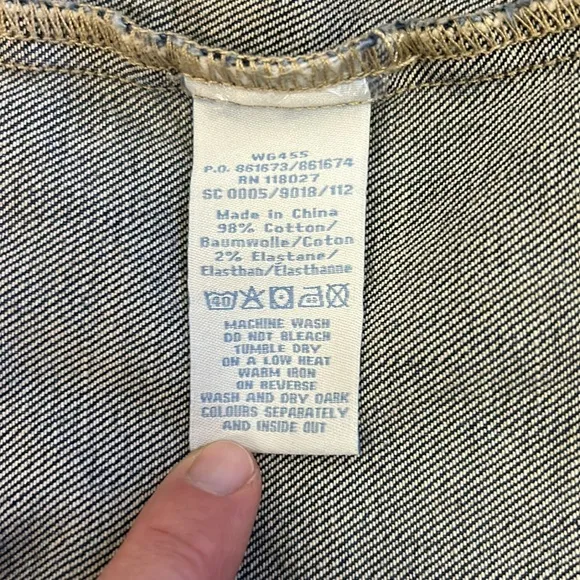 WG455
P.O. 861673/861674
RN 118027
SC 0005/9018/112
Made in China
98% Cotton/
Baumwolle/Coton
2% Elastane/
Elasthan/Elasthanne
40
MACHINE WASH
DO NOT BLEACH
TUMBLE DRY
ON A LOW HEAT
WARM IRON
ON REVERSE
WASH AND DRY DARK
COLOURS SEPARATELY
AND INSIDE OUT